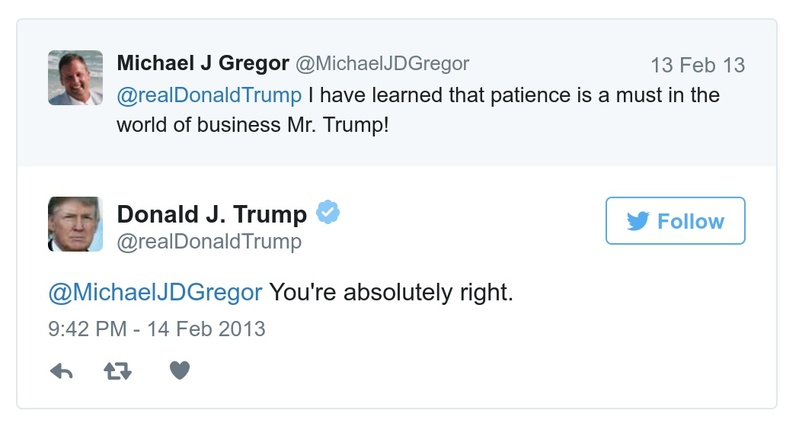 Michael J Gregor @MichaelJDGregor 13 Feb 13
@realDonaldTrump I have learned that patience is a must in the
world of business Mr. Trump!
Donald J. Trump
@realDonaldTrump
Follow
@MichaelJDGregor You're absolutely right.
9:42 PM - 14 Feb 2013